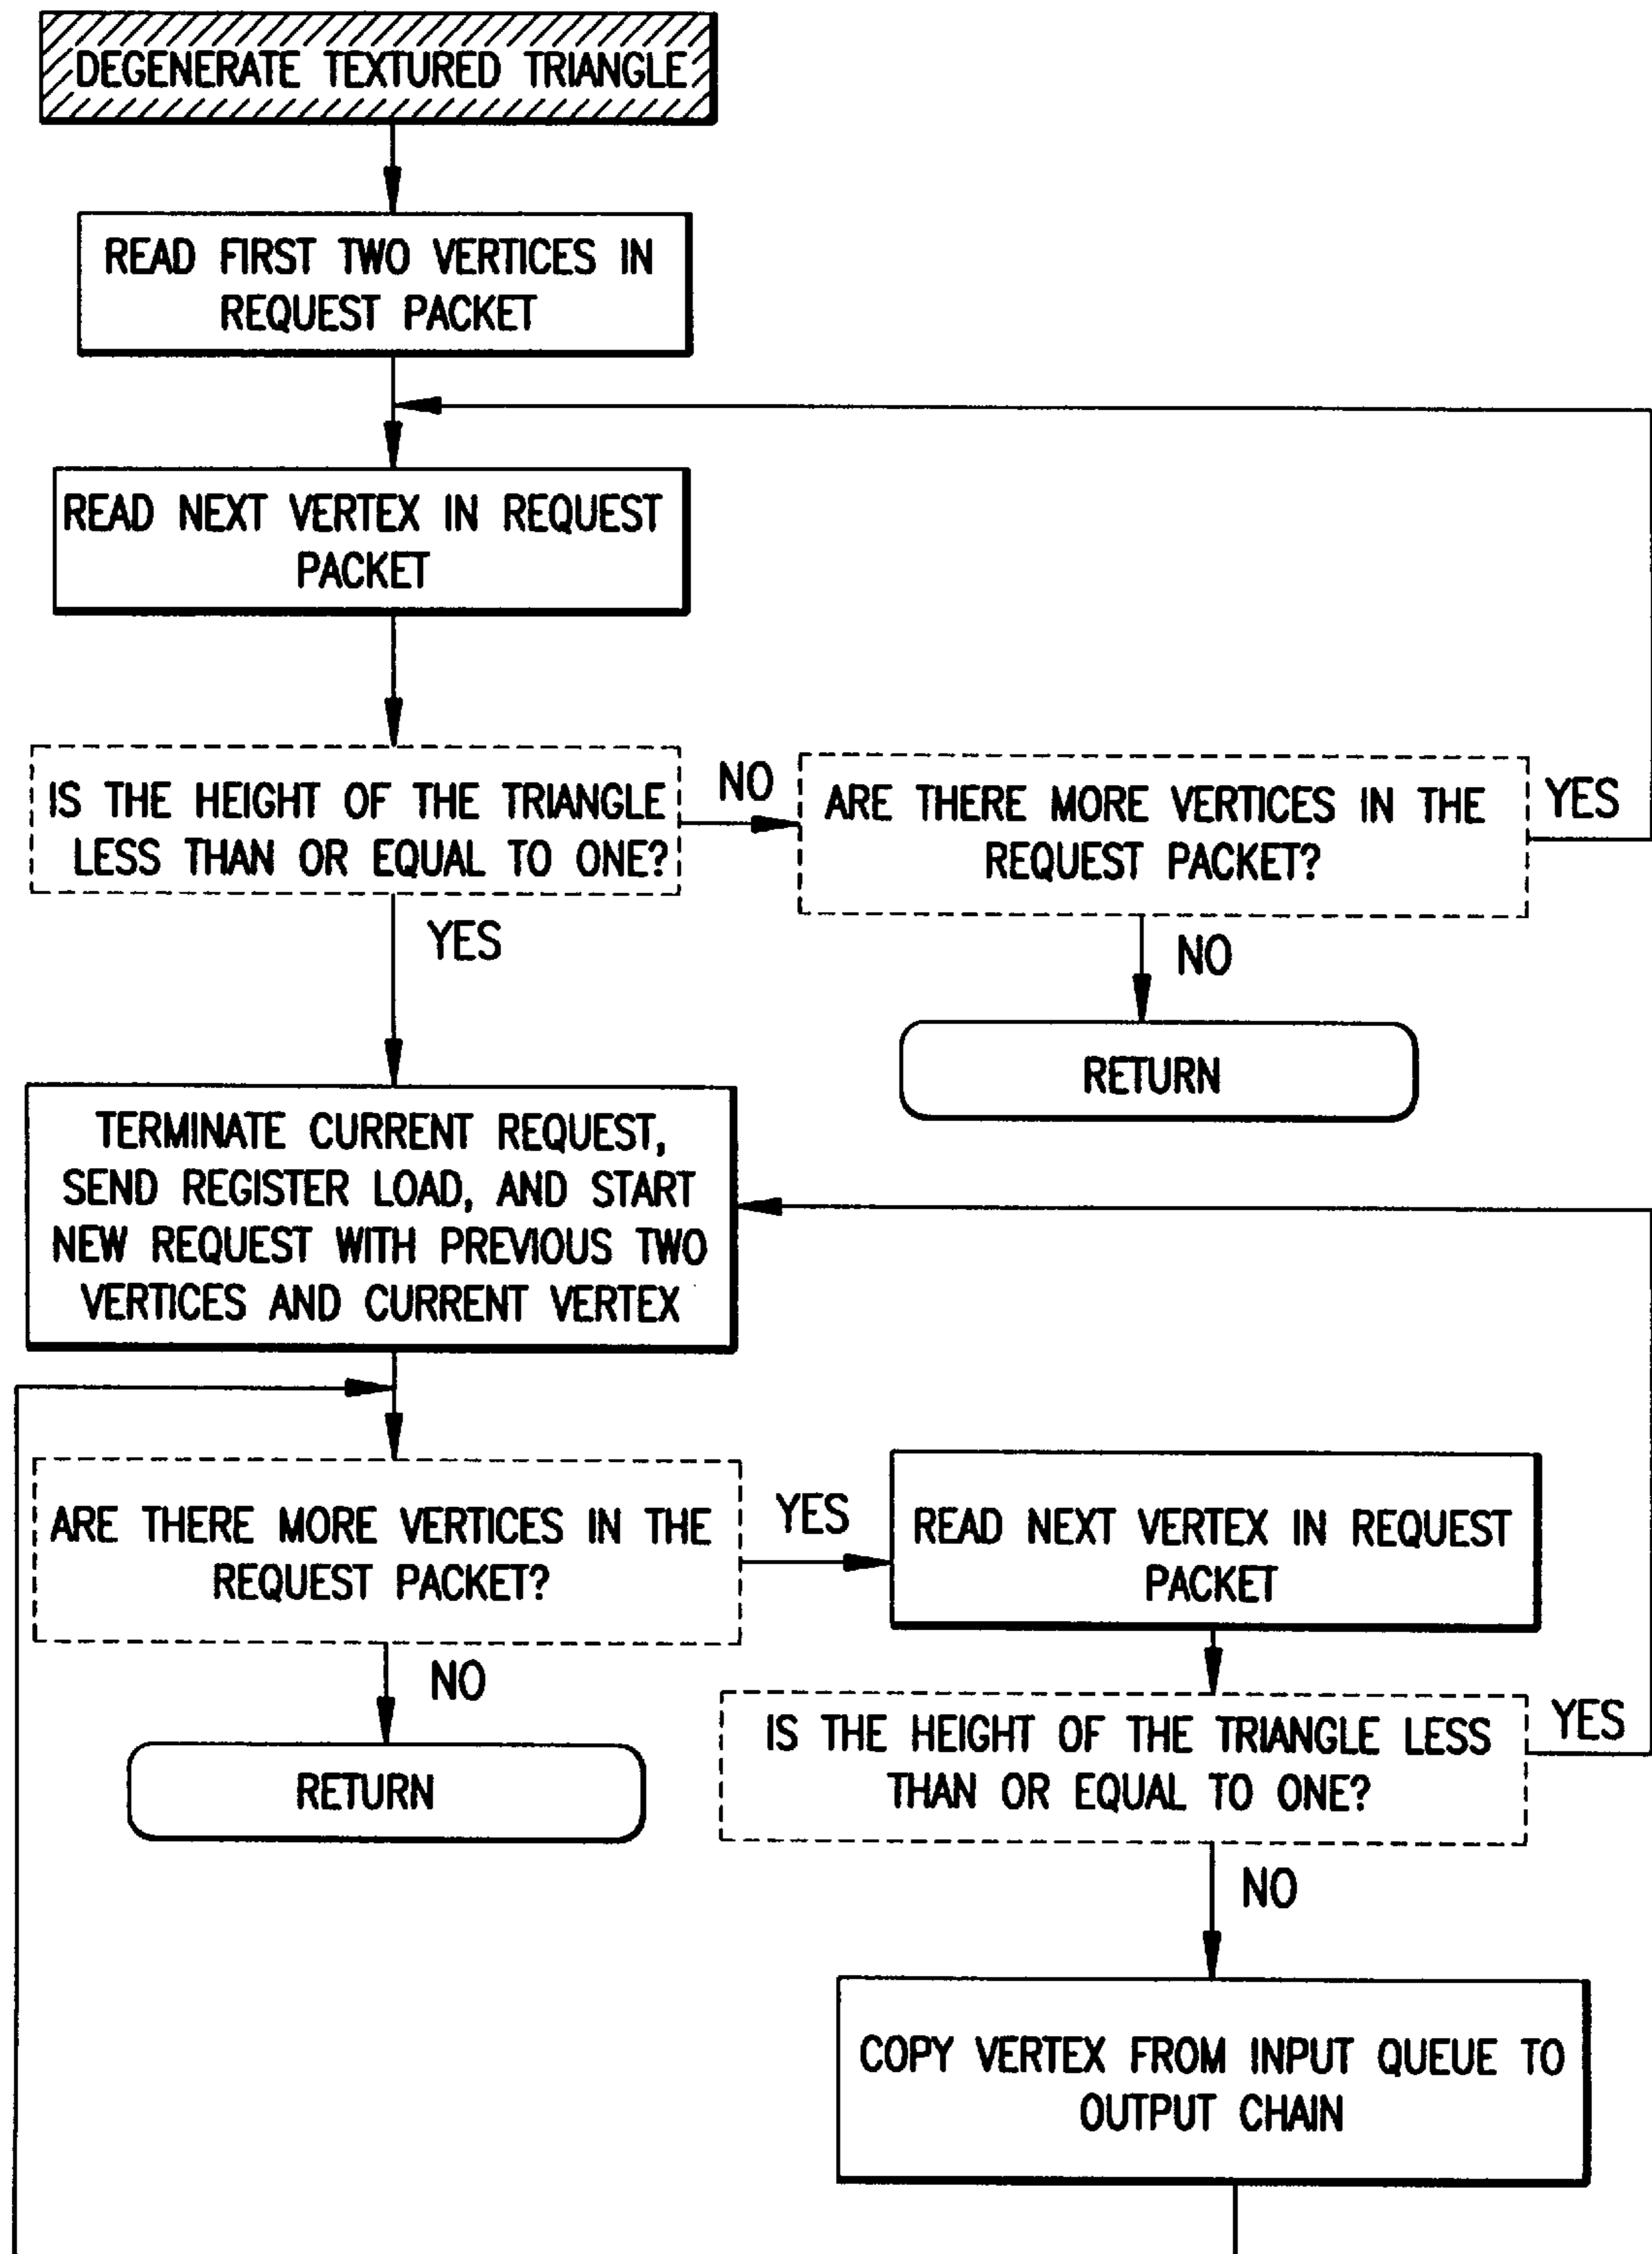 DEGENERATE TEXTURED TRIANGLE
READ FIRST TWO VERTICES IN
REQUEST PACKET
READ NEXT VERTEX IN REQUEST
PACKET
IS THE HEIGHT OF THE TRIANGLE
LESS THAN OR EQUAL TO ONE?
NO
ARE THERE MORE VERTICES IN THE
REQUEST PACKET?
YES
YES
NO
RETURN
TERMINATE CURRENT REQUEST,
SEND REGISTER LOAD, AND START
NEW REQUEST WITH PREVIOUS TWO
VERTICES AND CURRENT VERTEX
ARE THERE MORE VERTICES IN THE
REQUEST PACKET?
YES
READ NEXT VERTEX IN REQUEST
PACKET
NO
RETURN
IS THE HEIGHT OF THE TRIANGLE LESS
THAN OR EQUAL TO ONE?
YES
NO
COPY VERTEX FROM INPUT QUEUE TO
OUTPUT CHAIN